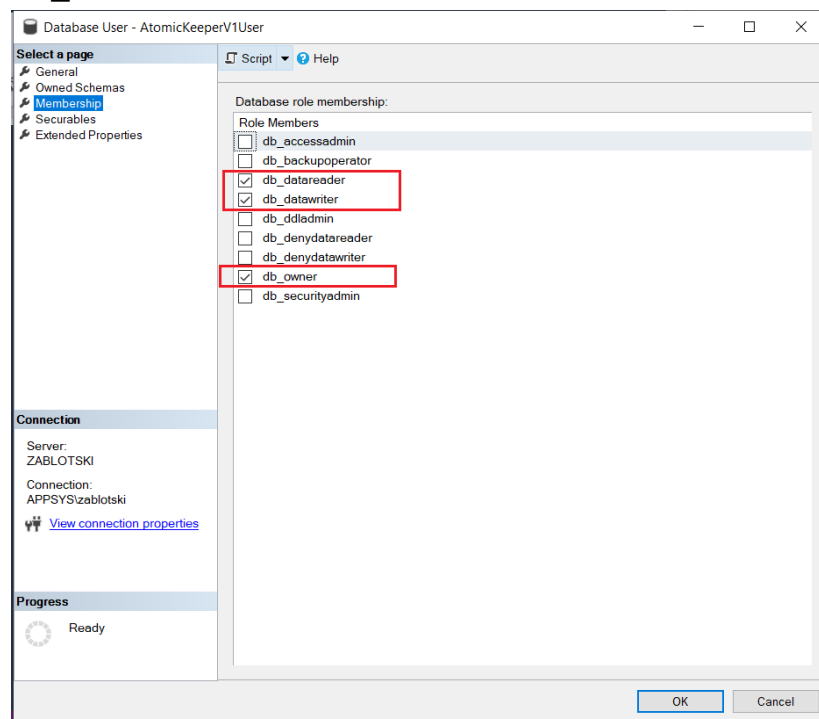 Database User - AtomicKeeperV1User
Select a page
General
Owned Schemas
Membership
Securables
Extended Properties
Script
Help
Database role membership:
Role Members
db_accessadmin
db_backupoperator
db_datareader
db_datawriter
db_ddladmin
db_denydatareader
db_denydatawriter
db_owner
db_securityadmin
Connection
Server:
ZABLOTSKI
Connection:
APPSYS\zablotski
View connection properties
Progress
Ready
OK
Cancel